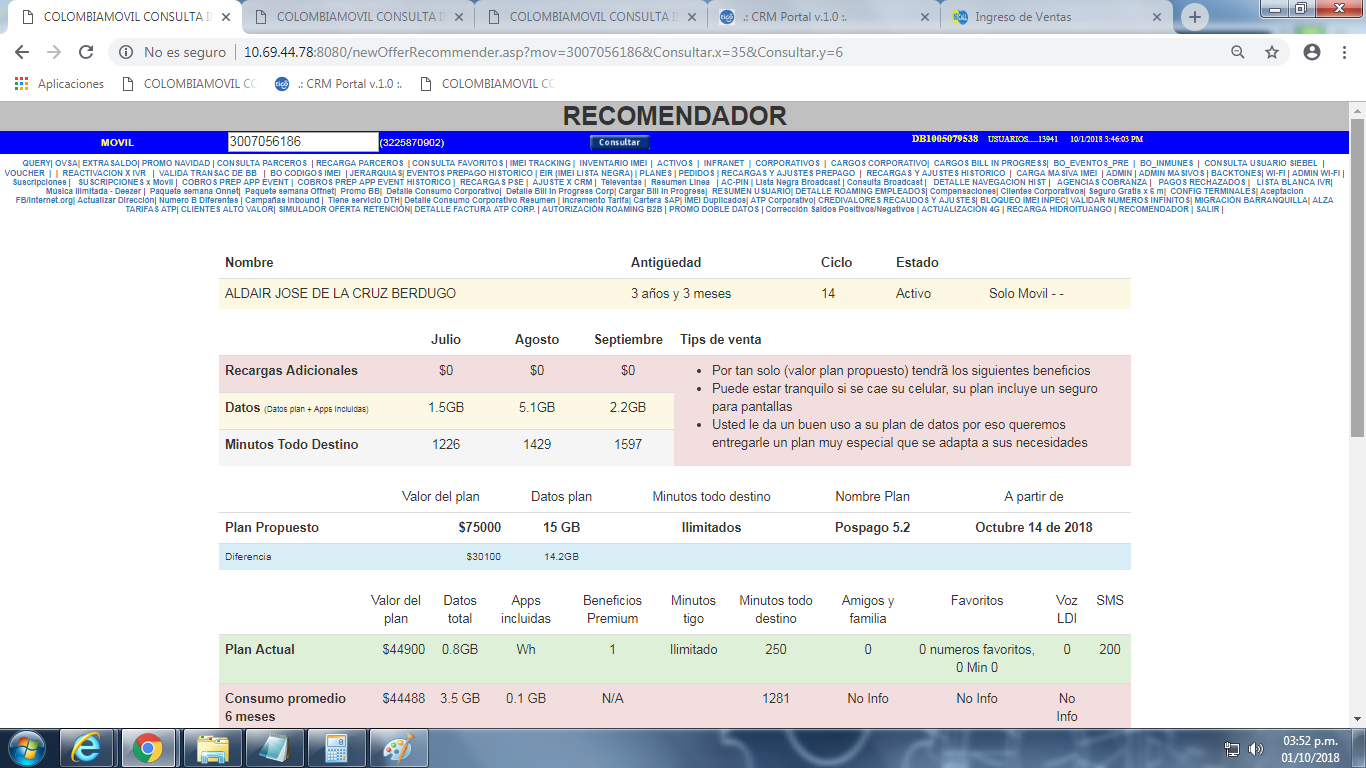 COLOMBIAMOVIL CONSULTA I
COLOMBIAMOVIL CONSULTA I
COLOMBIAMOVIL CONSULTA I
.: CRM Portal v.1.0 :.
Ingreso de Ventas
No es seguro | 10.69.44.78:8080/newOfferRecommender.asp?mov=3007056186&Consultar.x=35&Consultar.y=6
Aplicaciones
COLOMBIAMOVIL CO
.: CRM Portal v.1.0 :.
COLOMBIAMOVIL CO
RECOMENDADOR
MOVIL 3007056186 (3225870902) Consultar DB1005079538 USUARIOS.....13941 10/1/2018 3:46:03 PM
QUERY| OVSA| EXTRASALDO| PROMO NAVIDAD | CONSULTA PARCEROS | RECARGA PARCEROS | CONSULTA FAVORITOS | IMEI TRACKING | INVENTARIO IMEI | ACTIVOS | INFRANET | CORPORATIVOS | CARGOS CORPORATIVO| CARGOS BILL IN PROGRESS| BO_EVENTOS_PRE | BO_INMUNES | CONSULTA USUARIO SIEBEL |
VOUCHER | | REACTIVACION X IVR | VALIDA TRANSAC DE BB | BO CODIGOS IMEI | JERARQUIAS| EVENTOS PREPAGO HISTORICO | EIR (IMEI LISTA NEGRA) | PLANES | PEDIDOS | RECARGAS Y AJUSTES PREPAGO | RECARGAS Y AJUSTES HISTORICO | CARGA MASIVA IMEI | ADMIN | ADMIN MASIVOS | BACKTONES| WI-FI | ADMIN WI-FI |
Suscripciones | SUSCRIPCIONES x Movil | COBROS PREP APP EVENT | COBROS PREP APP EVENT HISTORICO | RECARGAS PSE | AJUSTE X CRM | Televentas | Resumen Linea | AC-PIN | Lista Negra Broadcast | Consulta Broadcast | DETALLE NAVEGACION HIST | AGENCIAS COBRANZA | PAGOS RECHAZADOS | LISTA BLANCA IVR|
Musica Ilimitada - Deezer | Paquete semana Onnet| Paquete semana Offnet| Promo BB| Detalle Consumo Corporativo| Detalle Bill In Progress Corp| Cargar Bill In Progress| RESUMEN USUARIO| DETALLE ROAMING EMPLEADOS| Compensaciones| Clientes Corporativos| Seguro Gratis x 6 m| CONFIG TERMINALES| Aceptacion
FB/Internet.org| Actualizar Dirección| Numero B Diferentes | Campañas Inbound | Tiene servicio DTH| Detalle Consumo Corporativo Resumen | Incremento Tarifa| Cartera SAP| IMEI Duplicados| ATP Corporativo| CREDIVALORES RECAUDOS Y AJUSTES| BLOQUEO IMEI INPEC| VALIDAR NUMEROS INFINITOS| MIGRACIÓN BARRANQUILLA| ALZA
TARIFAS ATP| CLIENTES ALTO VALOR| SIMULADOR OFERTA RETENCIÓN| DETALLE FACTURA ATP CORP. | AUTORIZACIÓN ROAMING B2B | PROMO DOBLE DATOS | Corrección Saldos Positivos/Negativos | ACTUALIZACIÓN 4G | RECARGA HIDROITUANGO | RECOMENDADOR | SALIR |
Nombre Antigüedad Ciclo Estado
ALDAIR JOSE DE LA CRUZ BERDUGO 3 años y 3 meses 14 Activo Solo Movil - -
Julio Agosto Septiembre Tips de venta
Recargas Adicionales $0 $0 $0
Datos (Datos plan + Apps incluidas) 1.5GB 5.1GB 2.2GB
Minutos Todo Destino 1226 1429 1597
• Por tan solo (valor plan propuesto) tendrã los siguientes beneficios
• Puede estar tranquilo si se cae su celular, su plan incluye un seguro
para pantallas
• Usted le da un buen uso a su plan de datos por eso queremos
entregarle un plan muy especial que se adapta a sus necesidades
Valor del plan Datos plan Minutos todo destino Nombre Plan A partir de
Plan Propuesto $75000 15 GB Ilimitados Pospago 5.2 Octubre 14 de 2018
Diferencia $30100 14.2GB
Valor del plan Datos total Apps incluidas Beneficios Premium Minutos tigo Minutos todo destino Amigos y familia Favoritos Voz LDI SMS
Plan Actual $44900 0.8GB Wh 1 Ilimitado 250 0 0 numeros favoritos, 0 Min 0 0 200
Consumo promedio 6 meses $44488 3.5 GB 0.1 GB N/A 1281 No Info No Info No Info
03:52 p.m.
01/10/2018